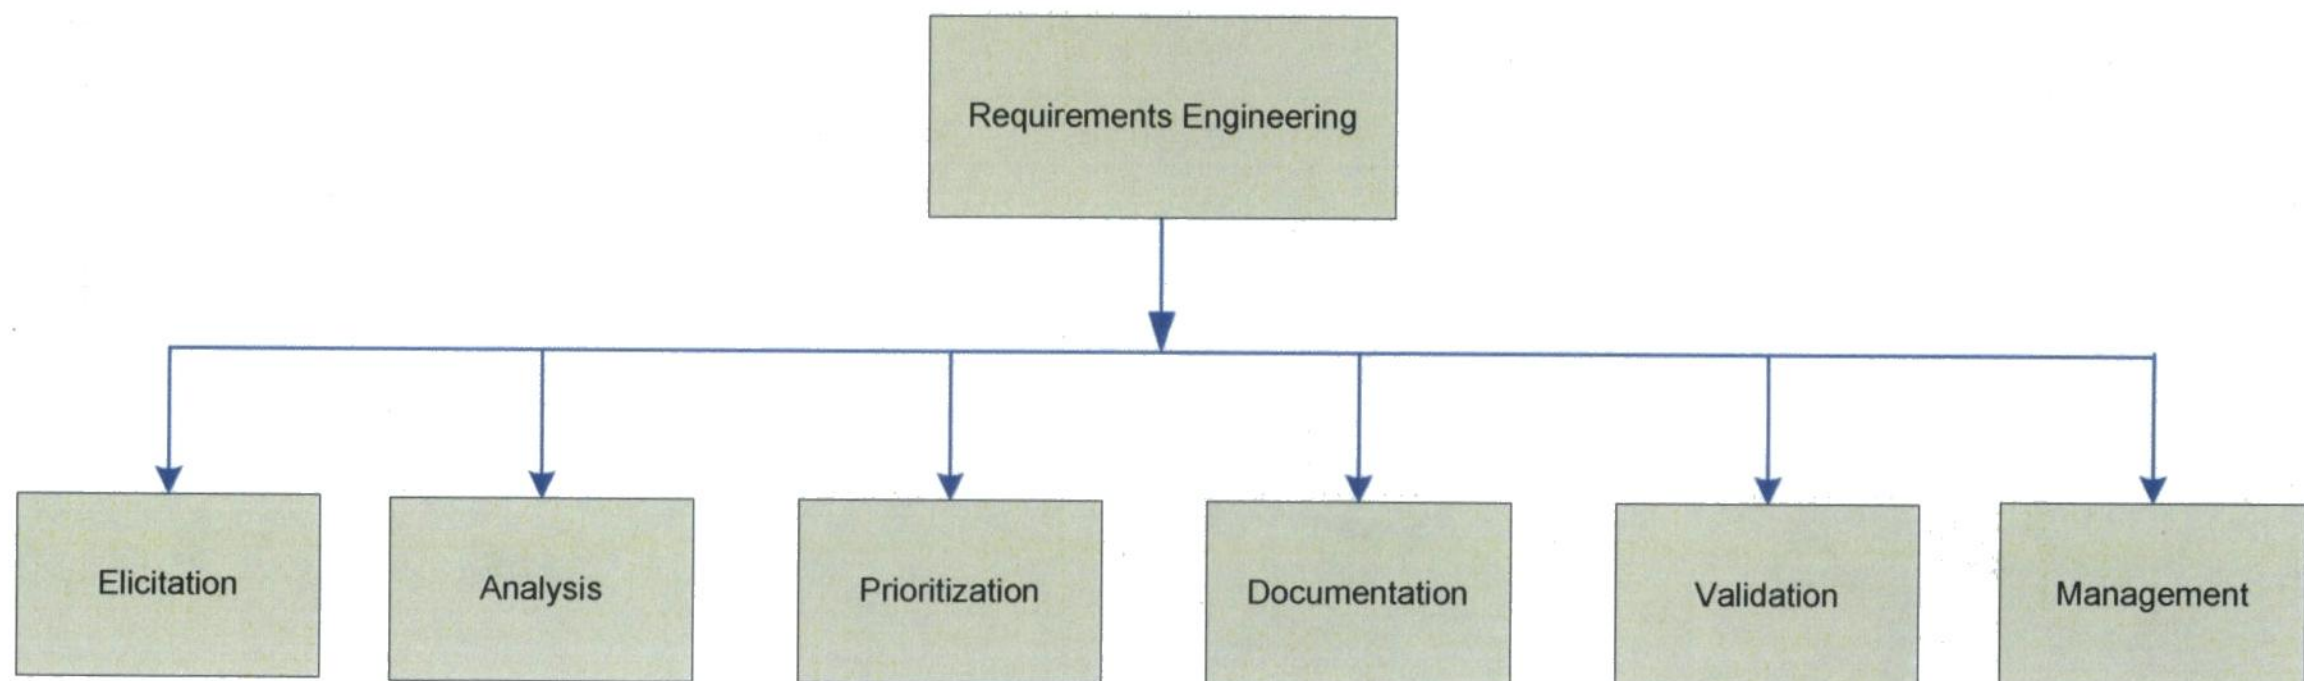 Requirements Engineering
Elicitation
Analysis
Prioritization
Documentation
Validation
Management